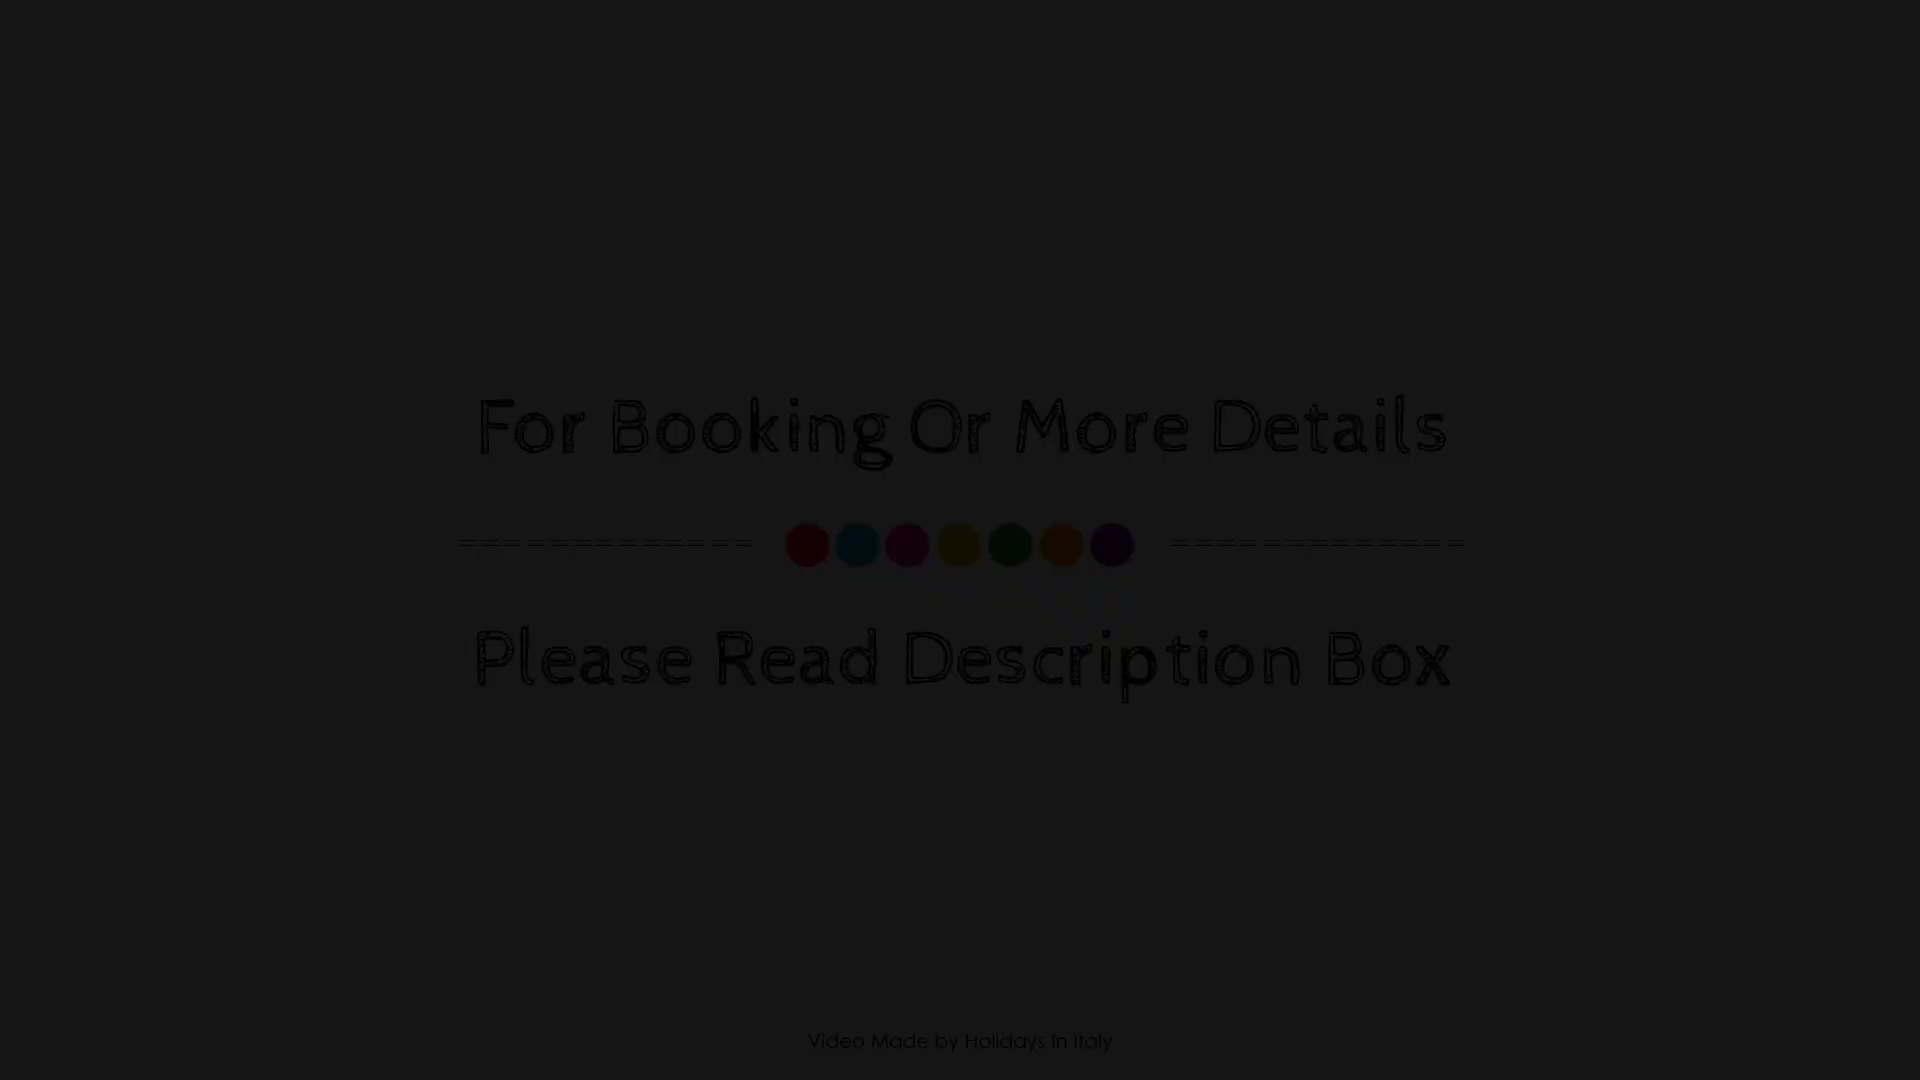 For Booking Or More Details
============= =============
Please Read Description Box
Video Made by Holidays In Italy